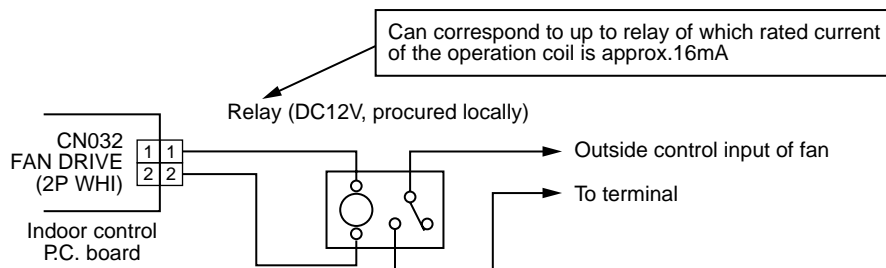 Can correspond to up to relay of which rated current
of the operation coil is approx.16mA
Relay (DC12V, procured locally)
CN032
FAN DRIVE
(2P WHI)
1 1
2 2
Outside control input of fan
To terminal
Indoor control
P.C. board